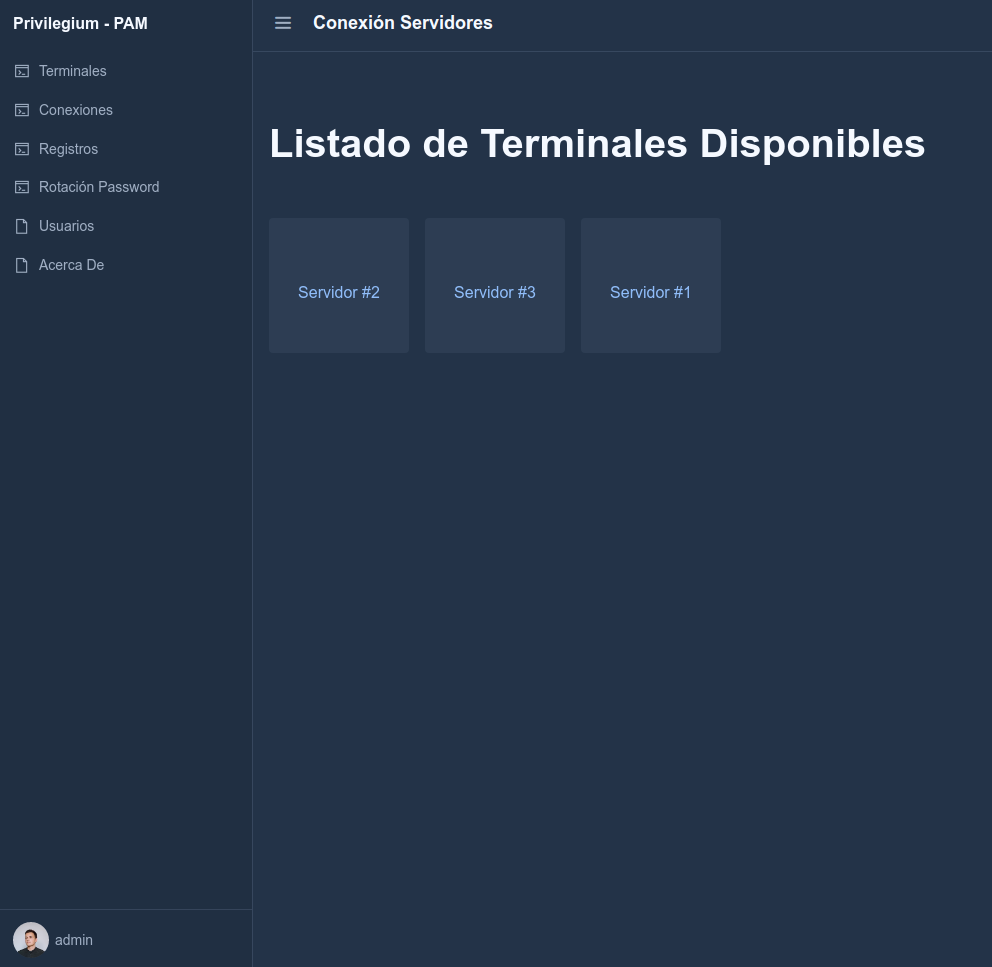 Privilegium - PAM
Terminales
Conexiones
Registros
Rotación Password
Usuarios
Acerca De
admin
Conexión Servidores
Listado de Terminales Disponibles
Servidor #2
Servidor #3
Servidor #1